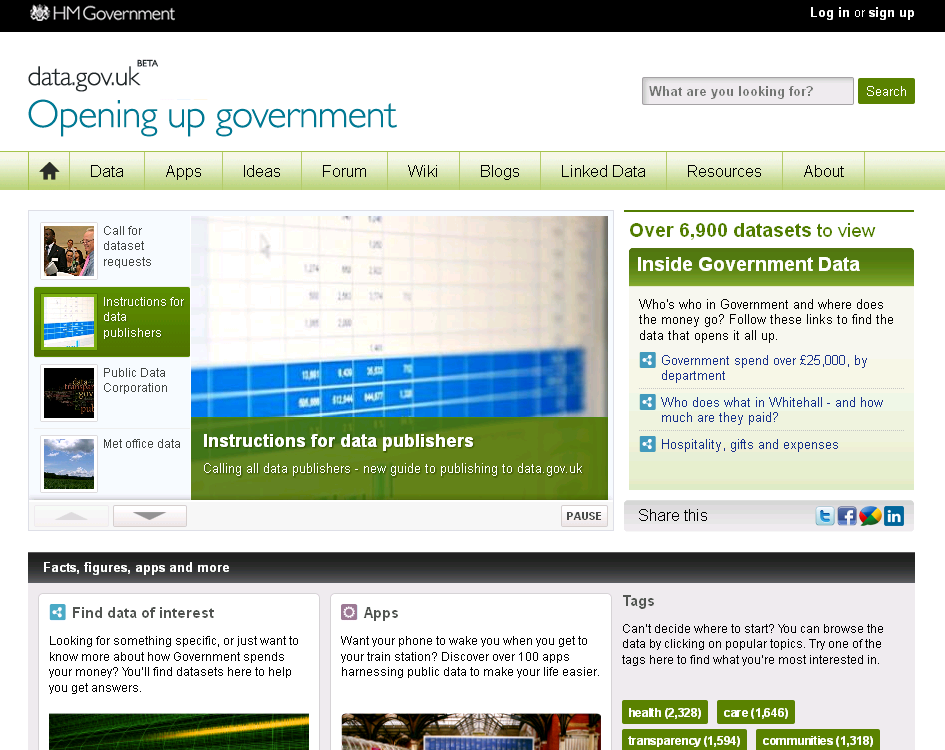 HM Government
Log in or sign up
data.gov.uk BETA
Opening up government
What are you looking for?
Search
Data
Apps
Ideas
Forum
Wiki
Blogs
Linked Data
Resources
About
Call for
dataset
requests
Instructions for
data
publishers
Public Data
Corporation
Met office data
Instructions for data publishers
Calling all data publishers - new guide to publishing to data.gov.uk
PAUSE
Over 6,900 datasets to view
Inside Government Data
Who's who in Government and where does
the money go? Follow these links to find the
data that opens it all up.
Government spend over £25,000, by
department
Who does what in Whitehall - and how
much are they paid?
Hospitality, gifts and expenses
Share this
Facts, figures, apps and more
Find data of interest
Looking for something specific, or just want to
know more about how Government spends
your money? You'll find datasets here to help
you get answers.
Apps
Want your phone to wake you when you get to
your train station? Discover over 100 apps
harnessing public data to make your life easier.
Tags
Can't decide where to start? You can browse the
data by clicking on popular topics. Try one of the
tags here to find what you're most interested in.
health (2,328)
care (1,646)
transparency (1,594)
communities (1,318)